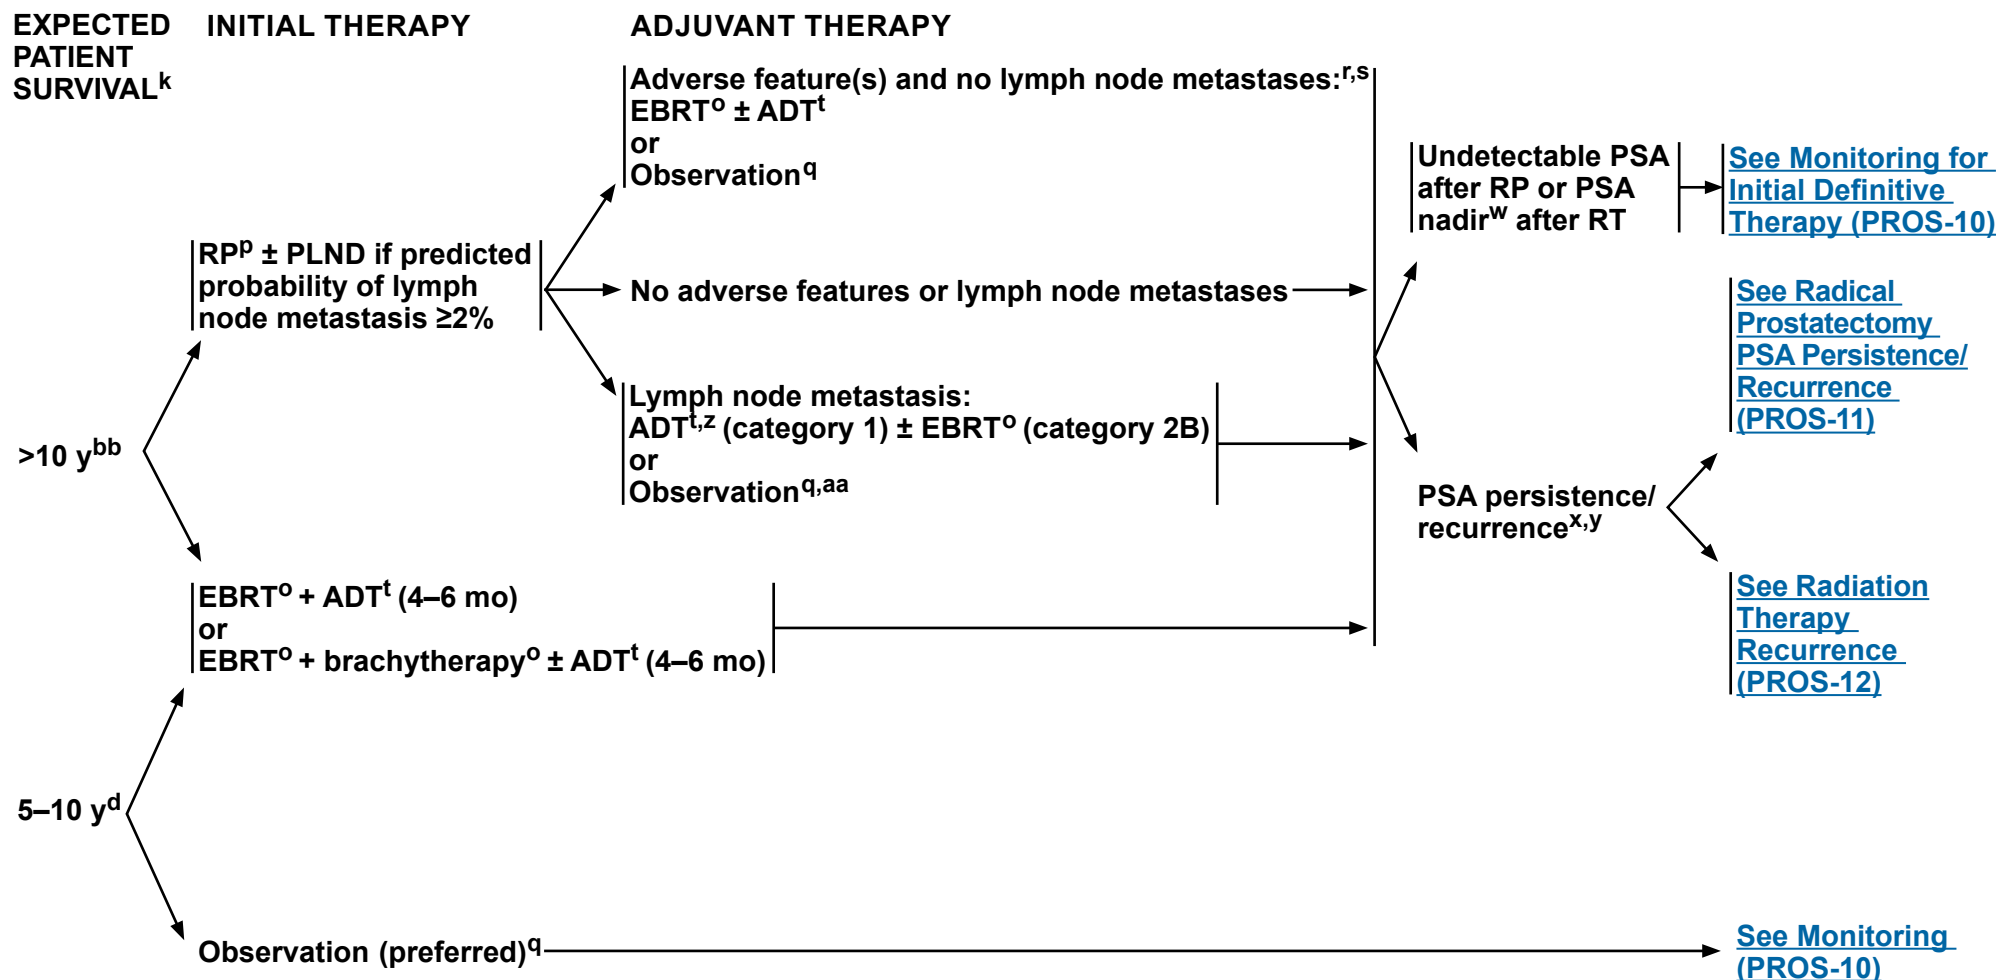 EXPECTED
PATIENT
SURVIVALk
INITIAL THERAPY
ADJUVANT THERAPY
Adverse feature(s) and no lymph node metastases:r,s
EBRTo ± ADTt
or
Observationq
RPp ± PLND if predicted
probability of lymph
node metastasis ≥2%
No adverse features or lymph node metastases
Lymph node metastasis:
ADTt,z (category 1) ± EBRTo (category 2B)
or
Observationq,aa
>10 ybb
EBRTo + ADTt (4–6 mo)
or
EBRTo + brachytherapyo ± ADTt (4–6 mo)
5–10 yd
Observation (preferred)q
Undetectable PSA
after RP or PSA
nadirw after RT
See Monitoring for
Initial Definitive
Therapy (PROS-10)
PSA persistence/
recurrencex,y
See Radical
Prostatectomy
PSA Persistence/
Recurrence
(PROS-11)
See Radiation
Therapy
Recurrence
(PROS-12)
See Monitoring
(PROS-10)